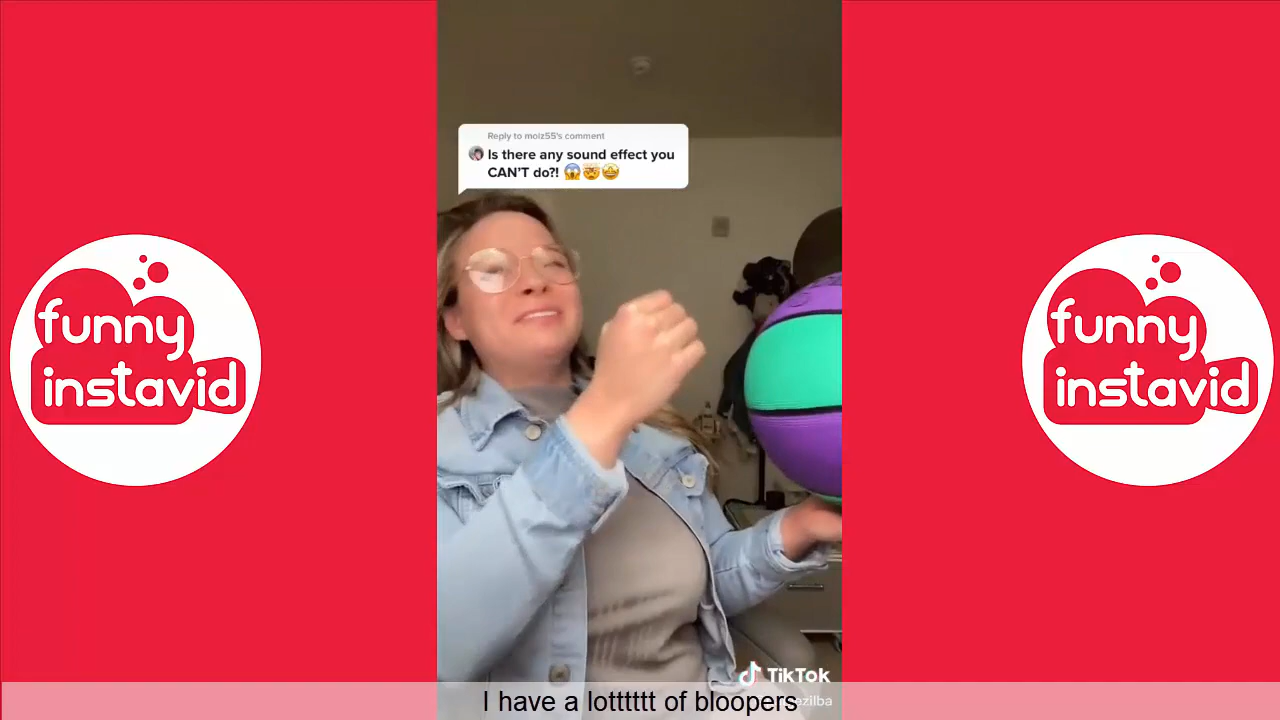 Reply to moiz55's comment
Is there any sound effect you
CAN'T do?! 😱🤯🤩
funny
instavid
funny
instavid
TikTok
I have a lotttttt of bloopers